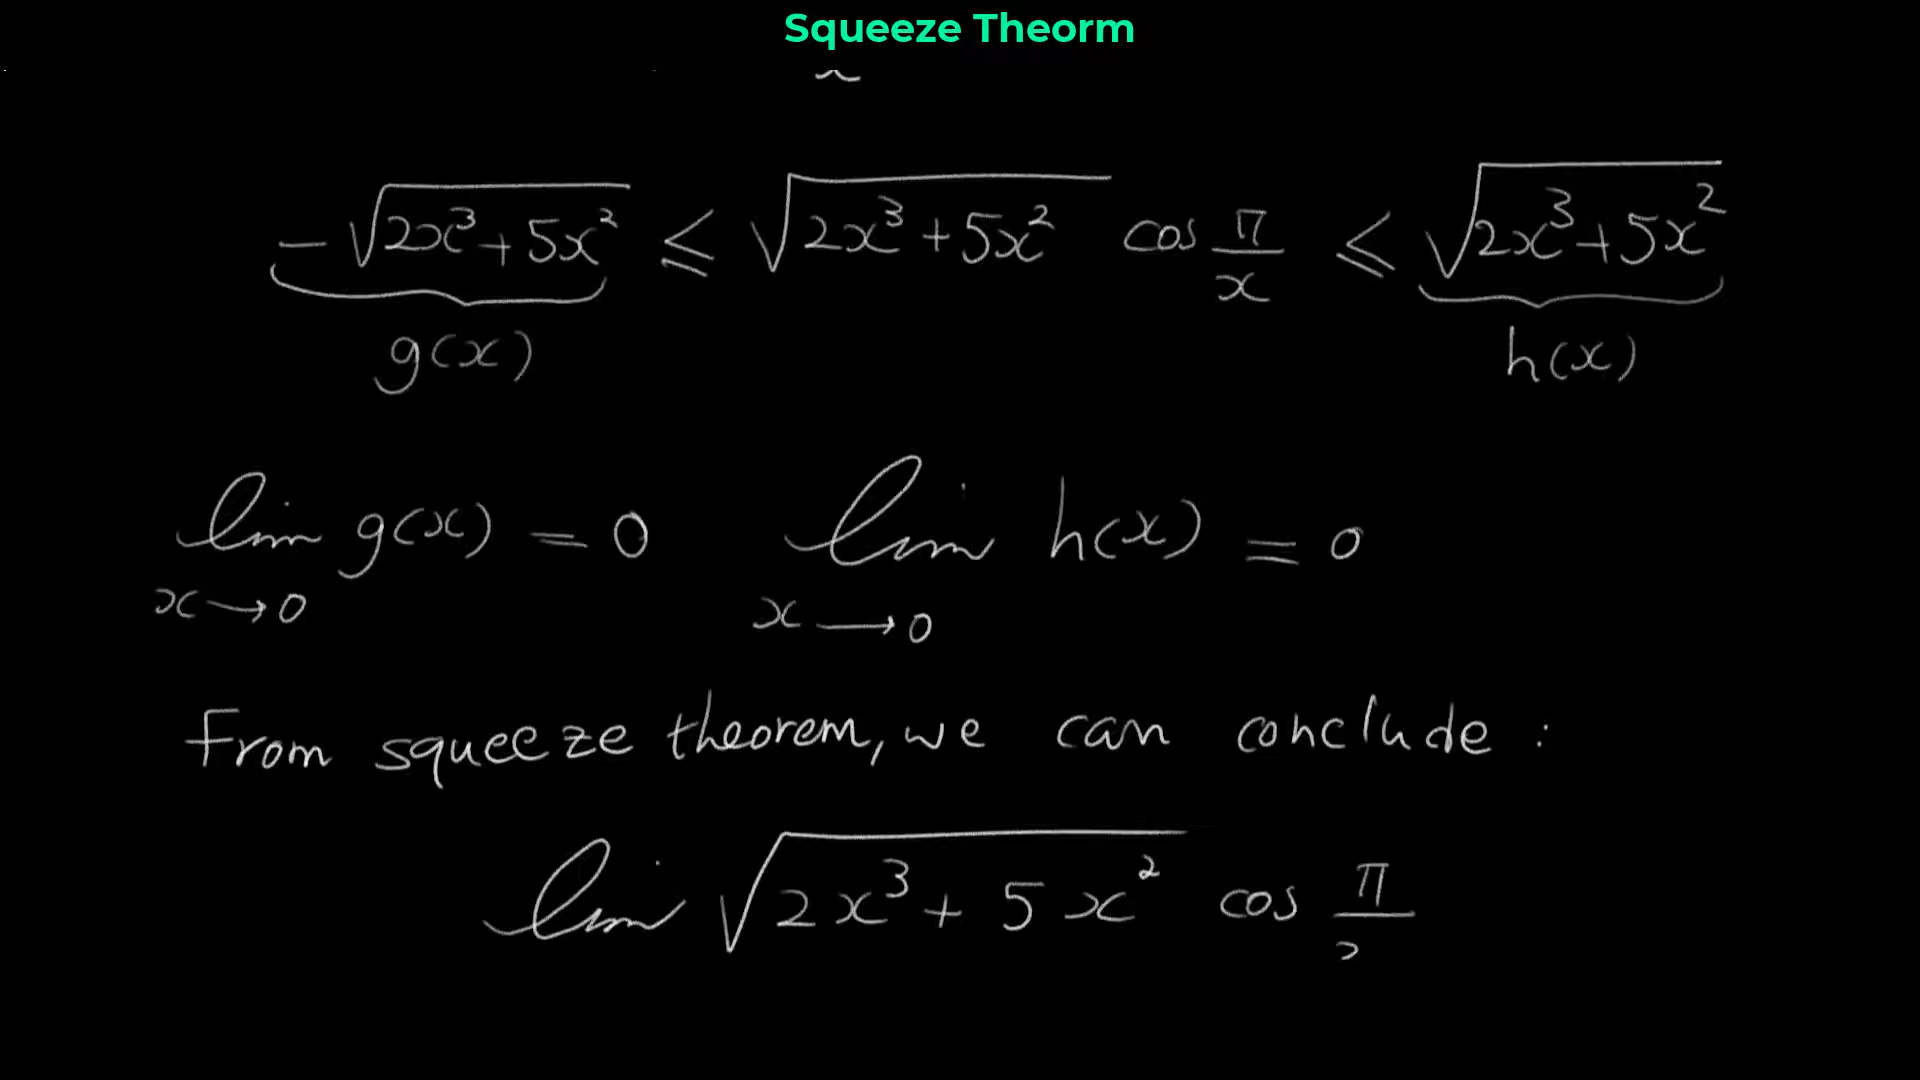 Squeeze Theorm
-√(2x³+5x²) ≤ √(2x³+5x²) cos π/x ≤ √(2x³+5x²)
g(x) h(x)
lim g(x) = 0 lim h(x) = 0
x→0 x→0
From squeeze theorem, we can conclude :
lim √(2x³+5x²) cos π/